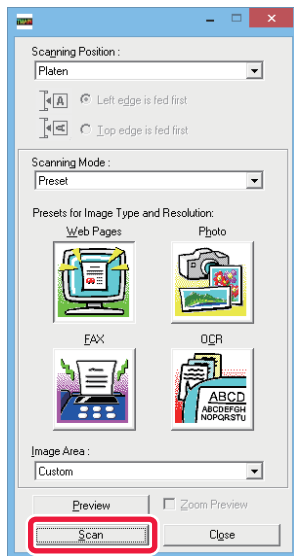 Scanning Position :
Platen
A
Left edge is fed first
A
Top edge is fed first
Scanning Mode :
Preset
Presets for Image Type and Resolution:
Web Pages Photo
FAX OCR
ABCD
ABCDEFGH
NOPQRSTU
Image Area :
Custom
Preview Zoom Preview
Scan Close